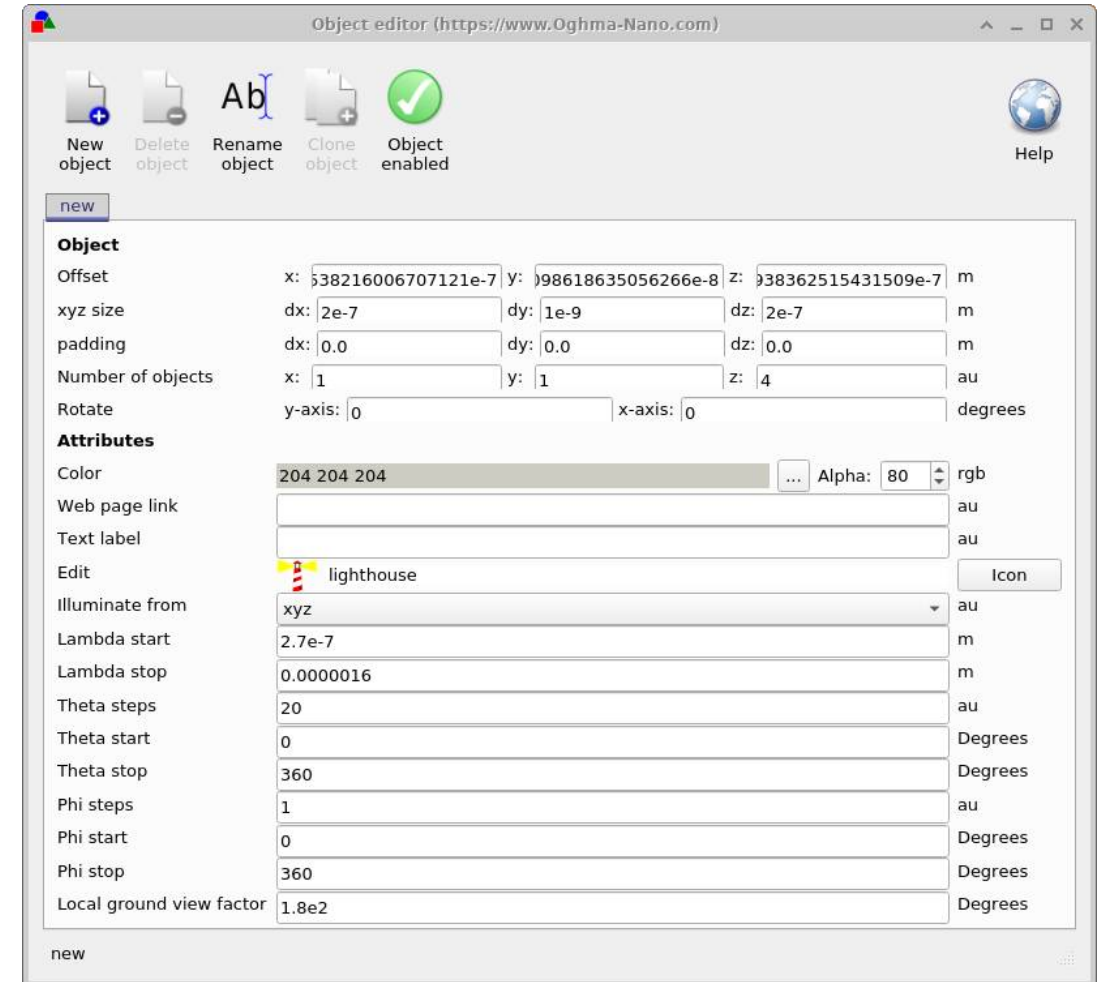 Object editor (https://www.Oghma-Nano.com)
Ab
New object
Delete object
Rename object
Clone object
Object enabled
Help
new
Object
Offset x: 538216006707121e-7 y: 098618635056266e-8 z: 938362515431509e-7 m
xyz size dx: 2e-7 dy: 1e-9 dz: 2e-7 m
padding dx: 0.0 dy: 0.0 dz: 0.0 m
Number of objects x: 1 y: 1 z: 4 au
Rotate y-axis: 0 x-axis: 0 degrees
Attributes
Color 204 204 204 ... Alpha: 80 rgb
Web page link au
Text label au
Edit lighthouse Icon
Illuminate from xyz au
Lambda start 2.7e-7 m
Lambda stop 0.0000016 m
Theta steps 20 au
Theta start 0 Degrees
Theta stop 360 Degrees
Phi steps 1 au
Phi start 0 Degrees
Phi stop 360 Degrees
Local ground view factor 1.8e2 Degrees
new